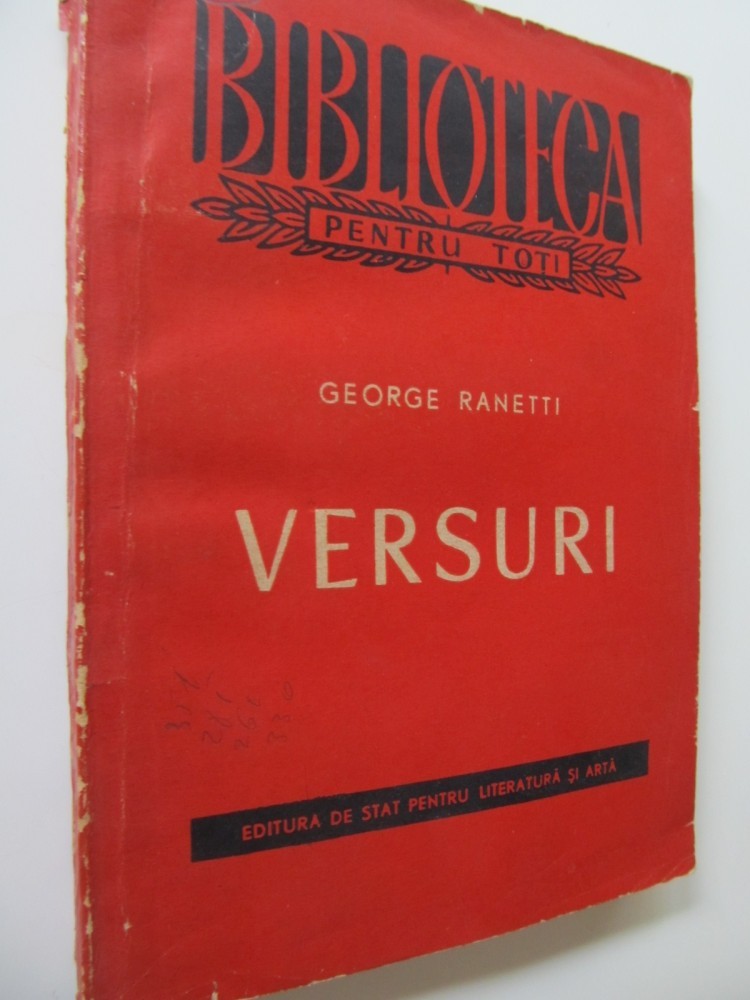 BIBLIOTECA
PENTRU TOȚI
GEORGE RANETTI
VERSURI
EDITURA DE STAT PENTRU LITERATURĂ ȘI ARTĂ